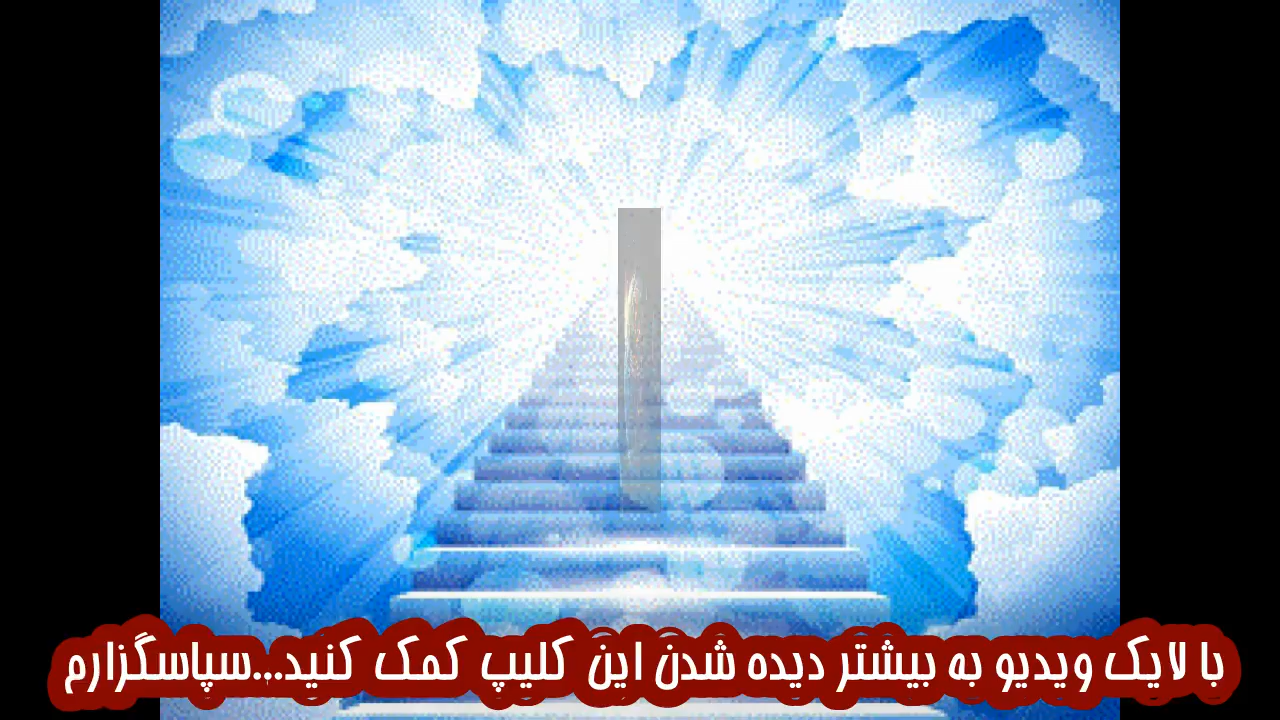 با لایک ویدیو به بیشتر دیده شدن این کلیپ کمک کنید...سپاسگزارم